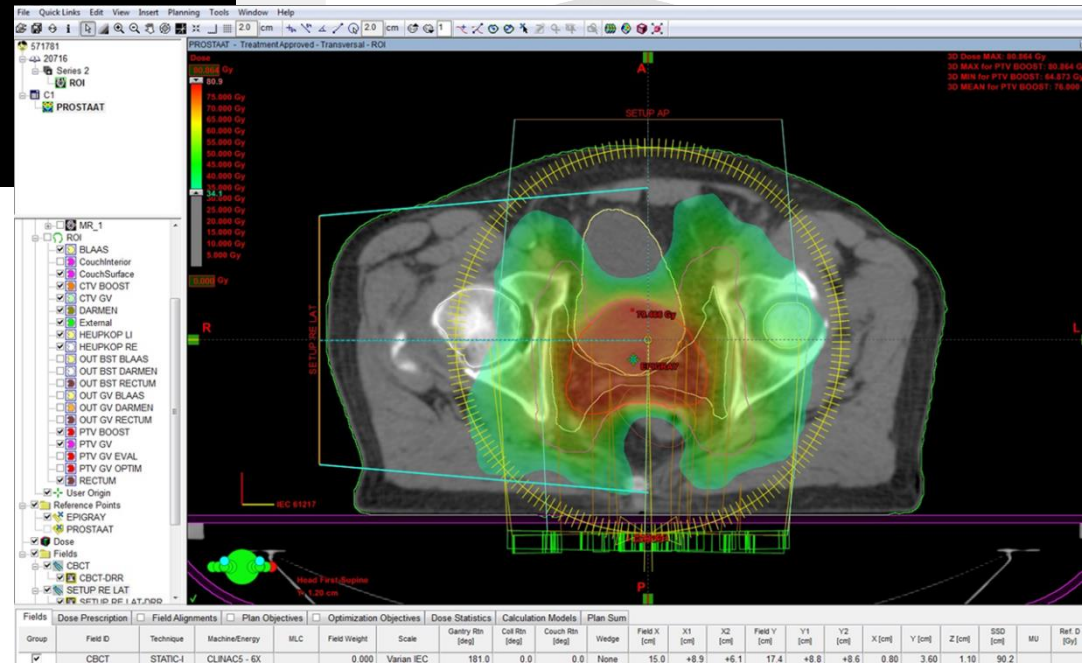 File Quick Links Edit View Insert Planning Tools Window Help
2.0 cm 2.0 cm 1
571781
20716
Series 2
ROI
C1
PROSTAAT
PROSTAAT - Treatment Approved - Transversal - ROI
Dose
80.864 Gy
80.9
75.000 Gy
70.000 Gy
65.000 Gy
60.000 Gy
55.000 Gy
50.000 Gy
45.000 Gy
40.000 Gy
35.000 Gy
34.1
30.000 Gy
25.000 Gy
20.000 Gy
15.000 Gy
10.000 Gy
5.000 Gy
0.000 Gy
3D Dose MAX: 80.864 Gy
3D MAX for PTV BOOST: 80.864 G
3D MIN for PTV BOOST: 64.873 G
3D MEAN for PTV BOOST: 76.800
A
SETUP AP
SETUP RE LAT
R
L
EPIGRAY
IEC 61217
Head First-Supine
P
MR_1
ROI
BLAAS
CouchInterior
CouchSurface
CTV BOOST
CTV GV
DARMEN
External
HEUPKOP LI
HEUPKOP RE
OUT BST BLAAS
OUT BST DARMEN
OUT BST RECTUM
OUT GV BLAAS
OUT GV DARMEN
OUT GV RECTUM
PTV BOOST
PTV GV
PTV GV EVAL
PTV GV OPTIM
RECTUM
User Origin
Reference Points
EPIGRAY
PROSTAAT
Dose
Fields
CBCT
CBCT-DRR
SETUP RE LAT
SETUP RE LAT-DRR
Fields Dose Prescription Field Alignments Plan Objectives Optimization Objectives Dose Statistics Calculation Models Plan Sum
Group Field ID Technique Machine/Energy MLC Field Weight Scale Gantry Rtn [deg] Coll Rtn [deg] Couch Rtn [deg] Wedge Field X [cm] X1 [cm] X2 [cm] Field Y [cm] Y1 [cm] Y2 [cm] X [cm] Y [cm] Z [cm] SSD [cm] MU Ref. D [Gy]
CBCT STATIC-I CLINAC5 - 6X 0.000 Varian IEC 181.0 0.0 0.0 None 15.0 +8.9 +6.1 17.4 +8.8 +8.6 0.80 3.60 1.10 90.2